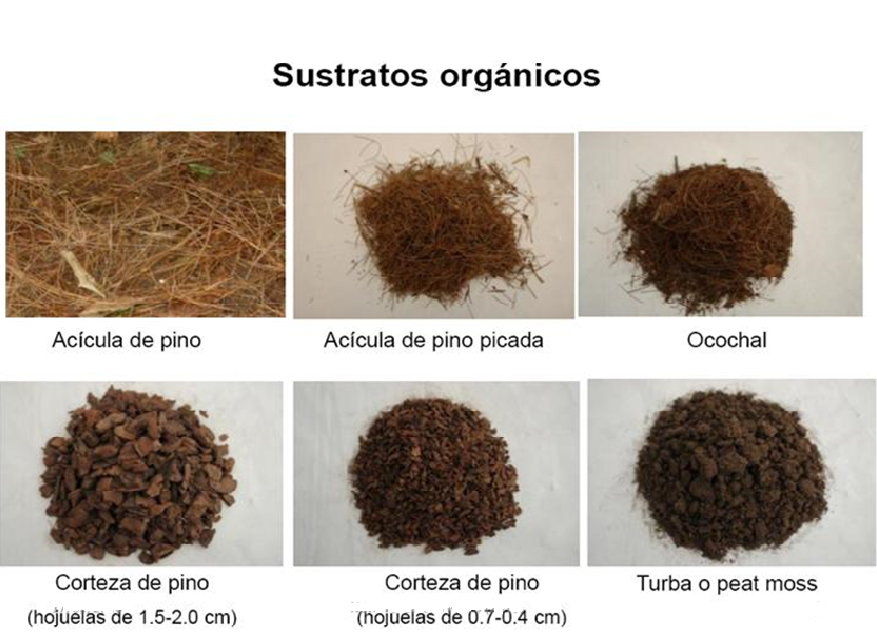 Sustratos orgánicos
Acícula de pino
Acícula de pino picada
Ocochal
Corteza de pino
(hojuelas de 1.5-2.0 cm)
Corteza de pino
(hojuelas de 0.7-0.4 cm)
Turba o peat moss